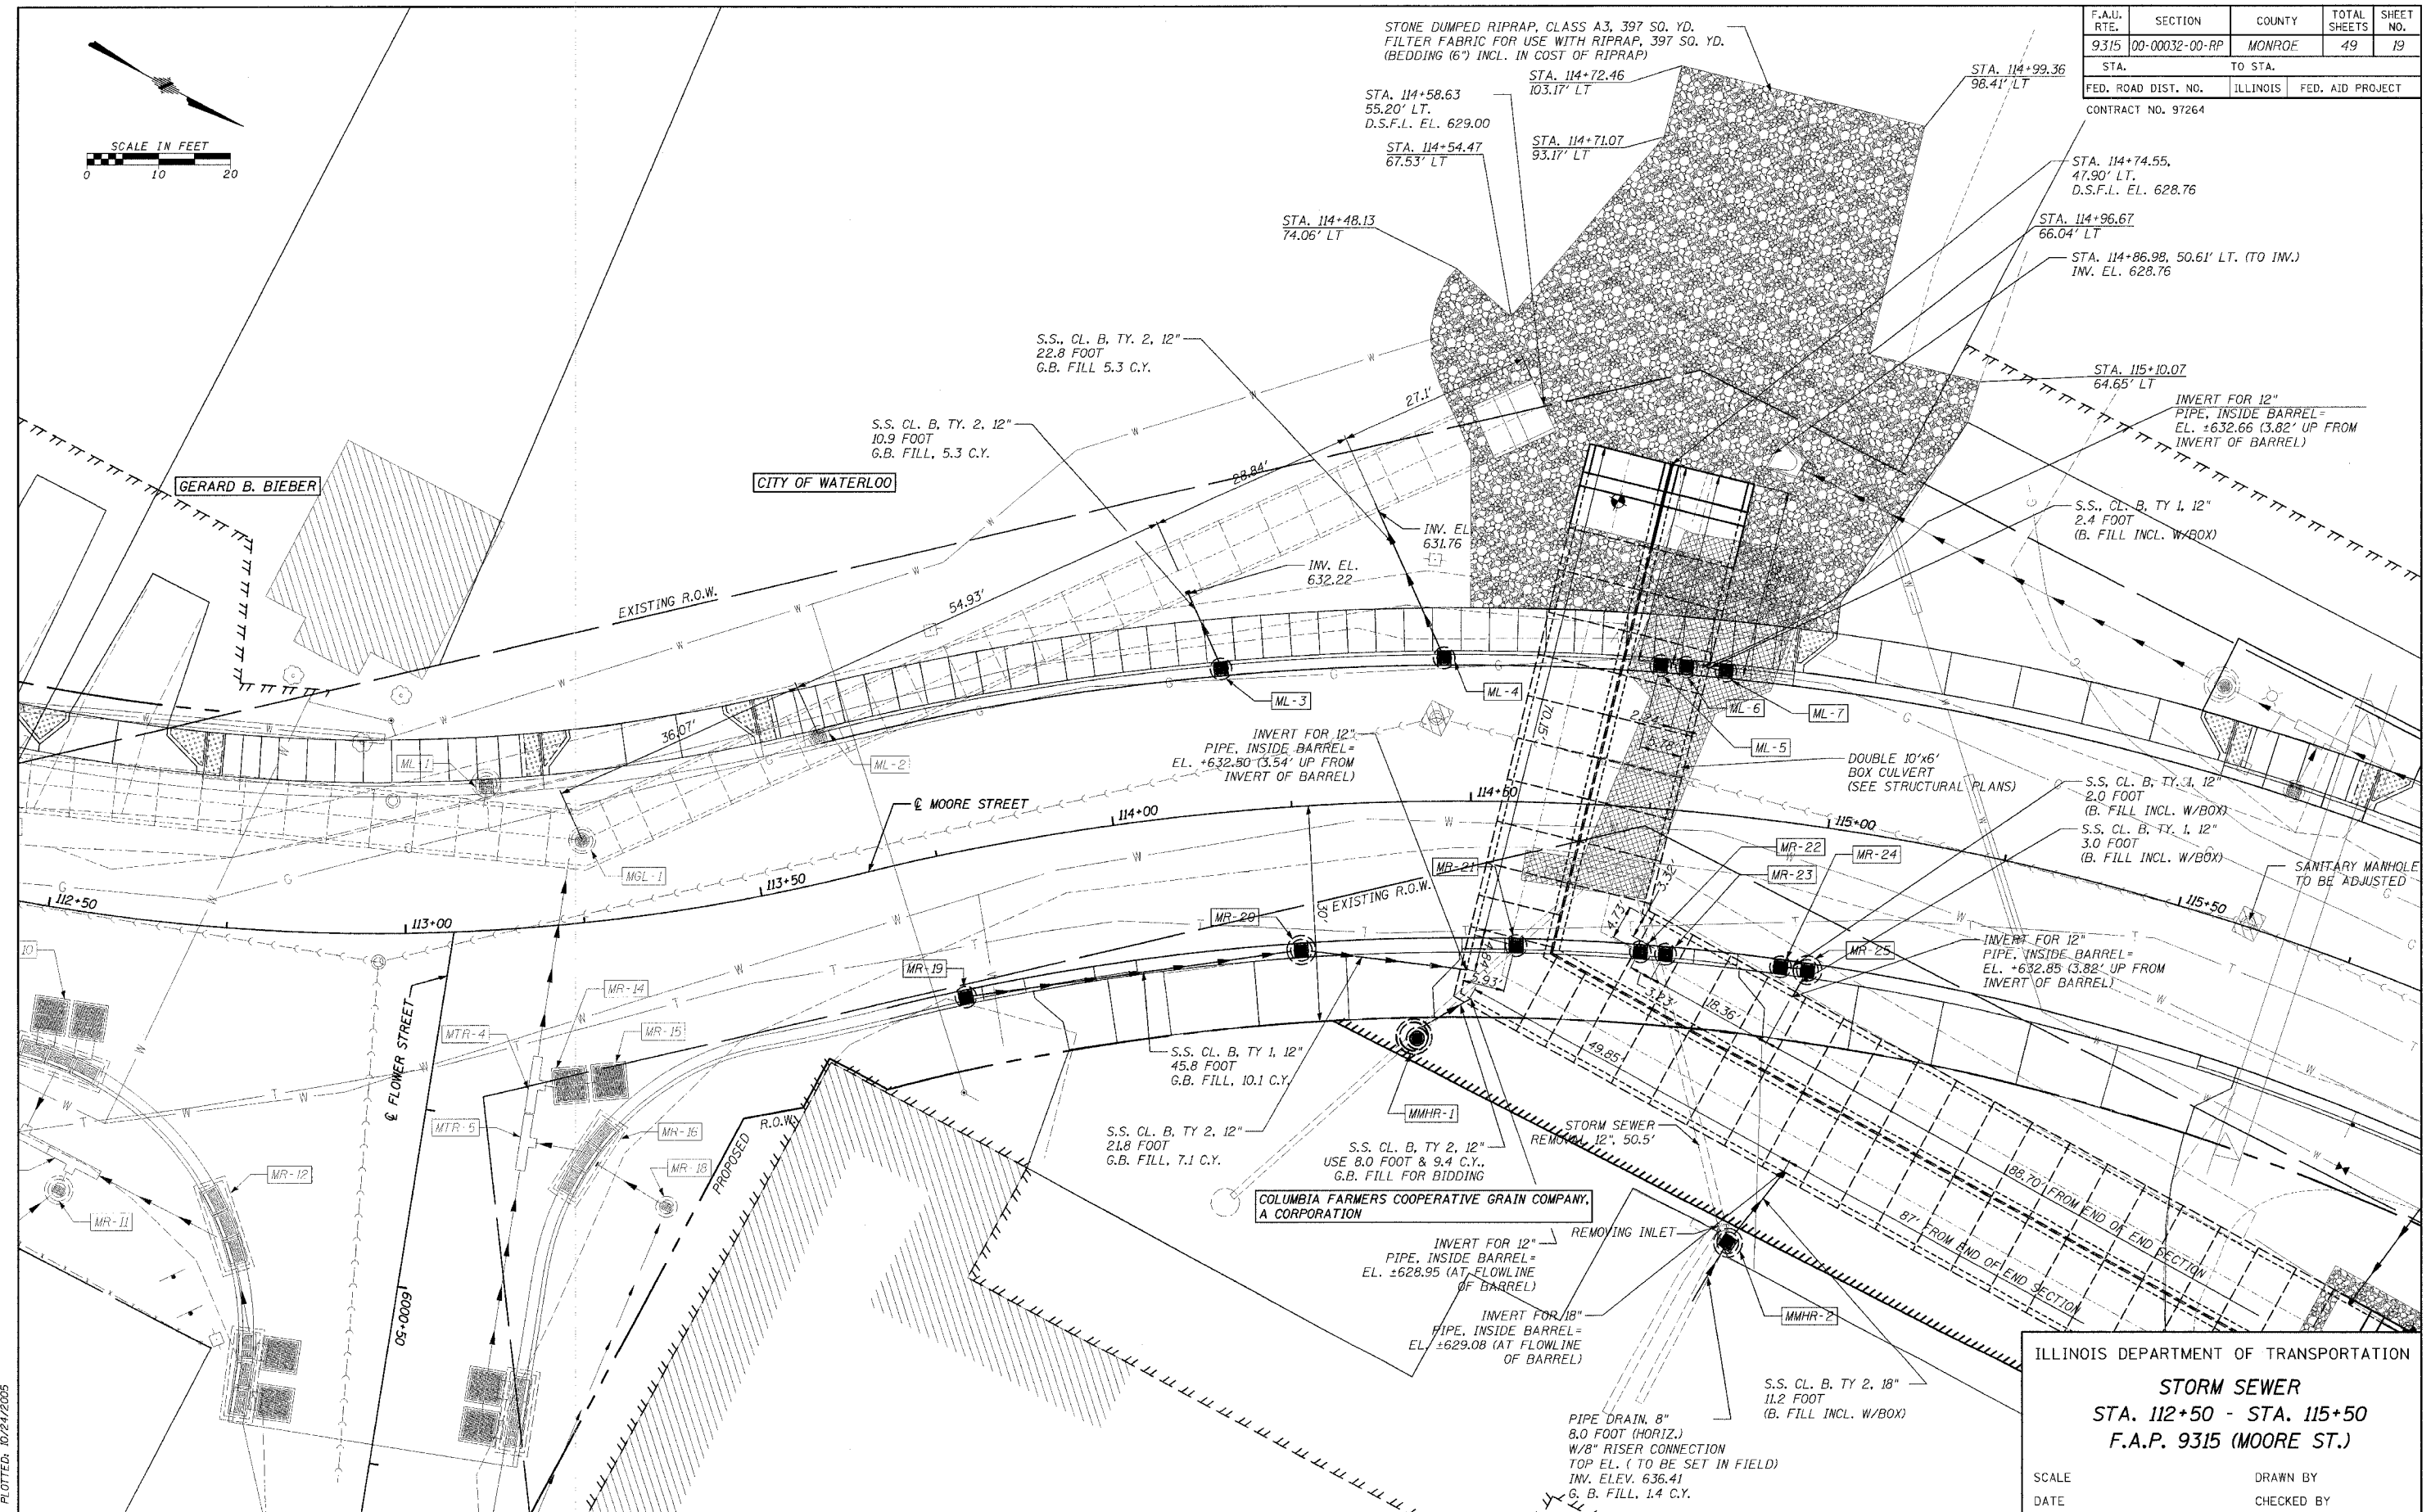 F.A.U. RTE.
SECTION
COUNTY
TOTAL SHEETS
SHEET NO.
9315
00-00032-00-RP
MONROE
49
19
STA.
TO STA.
FED. ROAD DIST. NO.
ILLINOIS
FED. AID PROJECT
CONTRACT NO. 97264
SCALE IN FEET
0 10 20
STONE DUMPED RIPRAP, CLASS A3, 397 SQ. YD.
FILTER FABRIC FOR USE WITH RIPRAP, 397 SQ. YD.
(BEDDING (6") INCL. IN COST OF RIPRAP)
STA. 114+72.46
103.17' LT
STA. 114+99.36
98.41' LT
STA. 114+58.63
55.20' LT.
D.S.F.L. EL. 629.00
STA. 114+54.47
67.53' LT
STA. 114+71.07
93.17' LT
STA. 114+74.55,
47.90' LT.
D.S.F.L. EL. 628.76
STA. 114+48.13
74.06' LT
STA. 114+96.67
66.04' LT
STA. 114+86.98, 50.61' LT. (TO INV.)
INV. EL. 628.76
S.S., CL. B, TY. 2, 12"
22.8 FOOT
G.B. FILL 5.3 C.Y.
STA. 115+10.07
64.65' LT
INVERT FOR 12"
PIPE, INSIDE BARREL=
EL. ±632.66 (3.82' UP FROM
INVERT OF BARREL)
S.S. CL. B, TY. 2, 12"
10.9 FOOT
G.B. FILL, 5.3 C.Y.
27.1'
28.84'
GERARD B. BIEBER
CITY OF WATERLOO
S.S., CL. B, TY 1, 12"
2.4 FOOT
(B. FILL INCL. W/BOX)
INV. EL.
631.76
INV. EL.
632.22
EXISTING R.O.W.
54.93'
36.07'
ML-1
ML-2
ML-3
ML-4
ML-6
ML-7
ML-5
70.15'
INVERT FOR 12"
PIPE, INSIDE BARREL=
EL. +632.50 (3.54' UP FROM
INVERT OF BARREL)
DOUBLE 10'x6'
BOX CULVERT
(SEE STRUCTURAL PLANS)
S.S. CL. B, TY. 1, 12"
2.0 FOOT
(B. FILL INCL. W/BOX)
S.S. CL. B, TY. 1, 12"
3.0 FOOT
(B. FILL INCL. W/BOX)
SANITARY MANHOLE
TO BE ADJUSTED
℄ MOORE STREET
112+50
113+00
113+50
114+00
114+50
115+00
115+50
MGL-1
MR-21
MR-22
MR-24
MR-23
EXISTING R.O.W.
30'
3.32'
4.73'
MR-20
MR-19
MR-25
5.93'
3.23'
18.36'
49.85'
INVERT FOR 12"
PIPE, INSIDE BARREL=
EL. +632.85 (3.82' UP FROM
INVERT OF BARREL)
10
MR-14
MTR-4
MR-15
℄ FLOWER STREET
MTR-5
MR-16
MR-18
MR-12
MR-11
6000+50
PROPOSED R.O.W.
S.S. CL. B, TY 1, 12"
45.8 FOOT
G.B. FILL, 10.1 C.Y.
S.S. CL. B, TY 2, 12"
21.8 FOOT
G.B. FILL, 7.1 C.Y.
MMHR-1
S.S. CL. B, TY 2, 12"
USE 8.0 FOOT & 9.4 C.Y.,
G.B. FILL FOR BIDDING
STORM SEWER
REMOVAL 12", 50.5'
COLUMBIA FARMERS COOPERATIVE GRAIN COMPANY,
A CORPORATION
REMOVING INLET
INVERT FOR 12"
PIPE, INSIDE BARREL=
EL. ±628.95 (AT FLOWLINE
OF BARREL)
INVERT FOR 18"
PIPE, INSIDE BARREL=
EL. ±629.08 (AT FLOWLINE
OF BARREL)
MMHR-2
88.70' FROM END OF END SECTION
87' FROM END OF END SECTION
S.S. CL. B, TY 2, 18"
11.2 FOOT
(B. FILL INCL. W/BOX)
PIPE DRAIN, 8"
8.0 FOOT (HORIZ.)
W/8" RISER CONNECTION
TOP EL. ( TO BE SET IN FIELD)
INV. ELEV. 636.41
G. B. FILL, 1.4 C.Y.
ILLINOIS DEPARTMENT OF TRANSPORTATION
STORM SEWER
STA. 112+50 - STA. 115+50
F.A.P. 9315 (MOORE ST.)
SCALE
DRAWN BY
DATE
CHECKED BY
PLOTTED: 10/24/2005